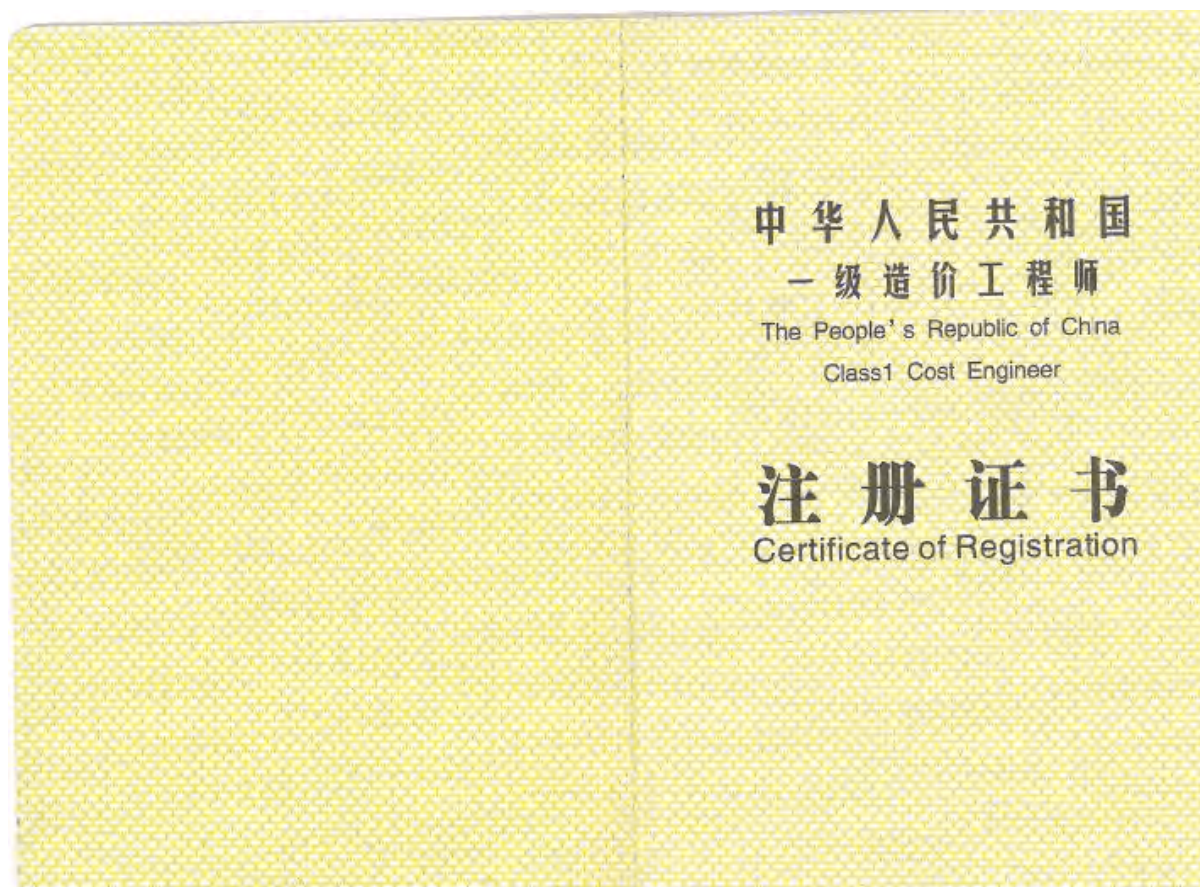 中华人民共和国
一级造价工程师
The People's Republic of China
Class1 Cost Engineer
注册证书
Certificate of Registration